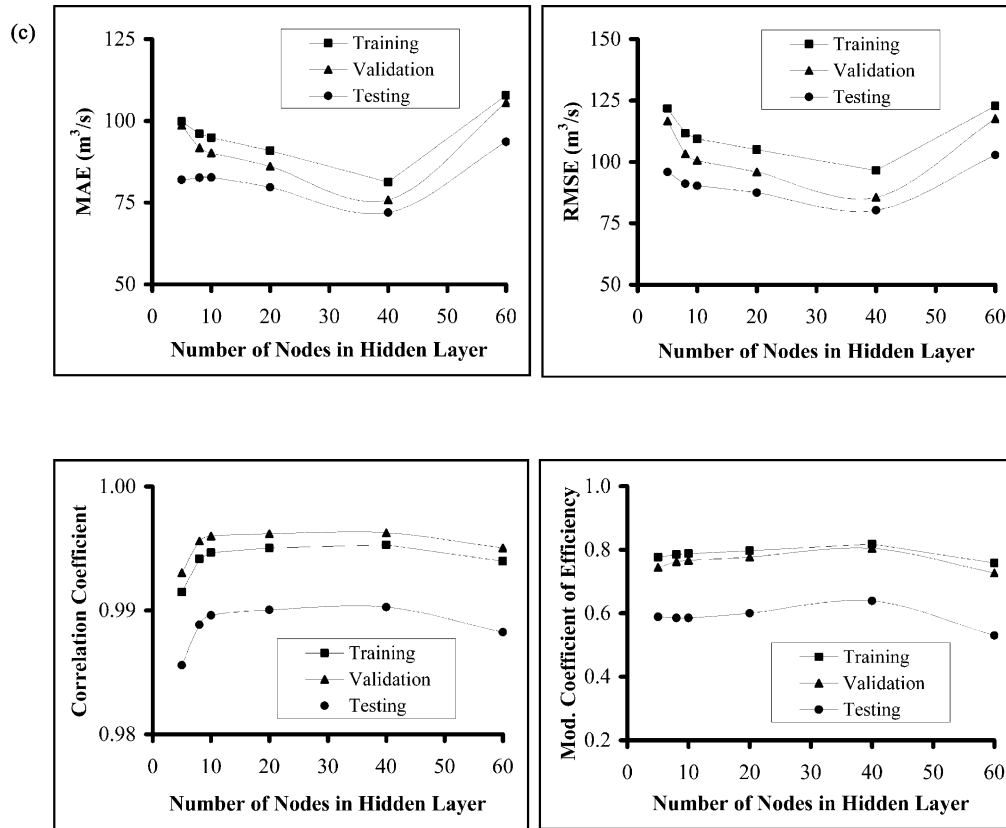 (c)
MAE (m³/s)
125
100
75
50
Training
Validation
Testing
0 10 20 30 40 50 60
Number of Nodes in Hidden Layer
RMSE (m³/s)
150
125
100
75
50
Training
Validation
Testing
0 10 20 30 40 50 60
Number of Nodes in Hidden Layer
Correlation Coefficient
1.00
0.99
0.98
Training
Validation
Testing
0 10 20 30 40 50 60
Number of Nodes in Hidden Layer
Mod. Coefficient of Efficiency
1.0
0.8
0.6
0.4
0.2
Training
Validation
Testing
0 10 20 30 40 50 60
Number of Nodes in Hidden Layer